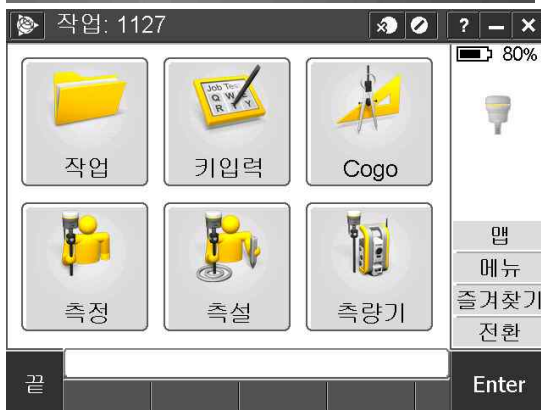 작업: 1127
? – ×
80%
Job
Q W
R T Y
작업
키입력
Cogo
맵
메뉴
즐겨찾기
전환
측정
측설
측량기
끝
Enter